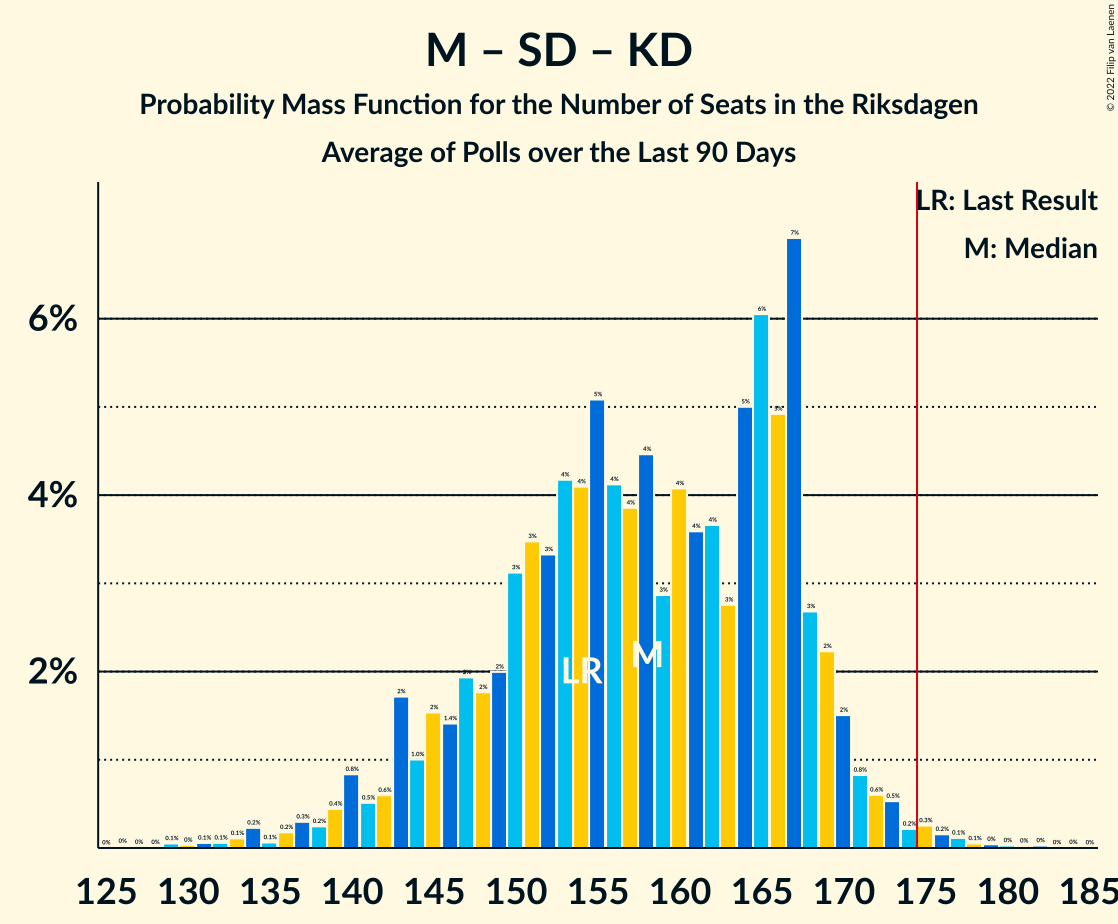 M – SD – KD
Probability Mass Function for the Number of Seats in the Riksdagen
Average of Polls over the Last 90 Days
© 2022 Filip van Laenen
LR: Last Result
M: Median
6%
4%
2%
0% 0% 0% 0% 0.1% 0% 0.1% 0.1% 0.1% 0.2% 0.1% 0.2% 0.3% 0.2% 0.4% 0.8% 0.5% 0.6% 2% 1.0% 2% 1.4% 2% 2% 2% 3% 3% 3% 4% 4% 5% 4% 4% 4% 3% 4% 4% 4% 3% 5% 6% 5% 7% 3% 2% 2% 0.8% 0.6% 0.5% 0.2% 0.3% 0.2% 0.1% 0.1% 0% 0% 0% 0% 0% 0% 0%
LR
M
125 130 135 140 145 150 155 160 165 170 175 180 185